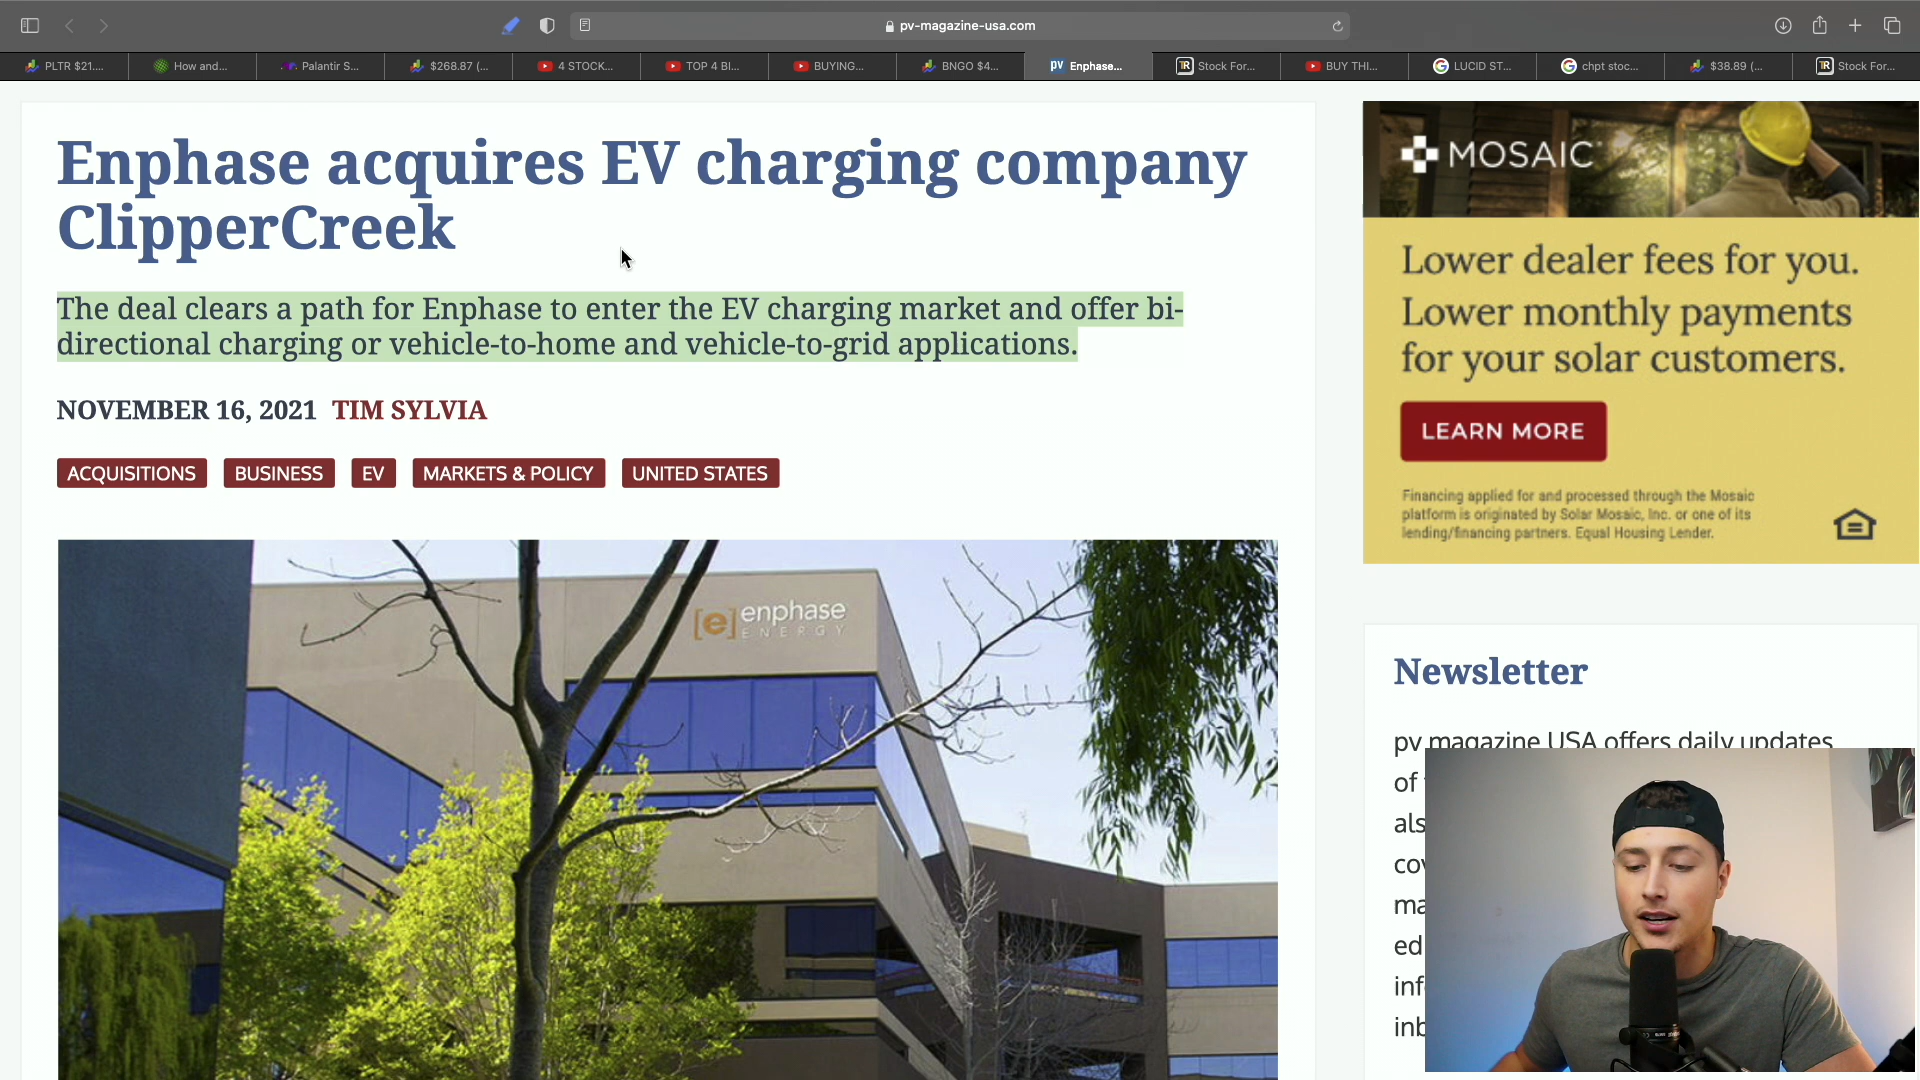 pv-magazine-usa.com
PLTR $21....
How and...
Palantir S...
$268.87 (...
4 STOCK...
TOP 4 BI...
BUYING...
BNGO $4...
pv Enphase...
TR Stock For...
BUY THI...
LUCID ST...
chpt stoc...
$38.89 (...
TR Stock For...
Enphase acquires EV charging company
ClipperCreek
The deal clears a path for Enphase to enter the EV charging market and offer bi-
directional charging or vehicle-to-home and vehicle-to-grid applications.
NOVEMBER 16, 2021 TIM SYLVIA
ACQUISITIONS BUSINESS EV MARKETS & POLICY UNITED STATES
[e] enphase
ENERGY
MOSAIC
Lower dealer fees for you.
Lower monthly payments
for your solar customers.
LEARN MORE
Financing applied for and processed through the Mosaic
platform is originated by Solar Mosaic, Inc. or one of its
lending/financing partners. Equal Housing Lender.
Newsletter
pv magazine USA offers daily updates
of
als
cov
ma
ed
inf
inb